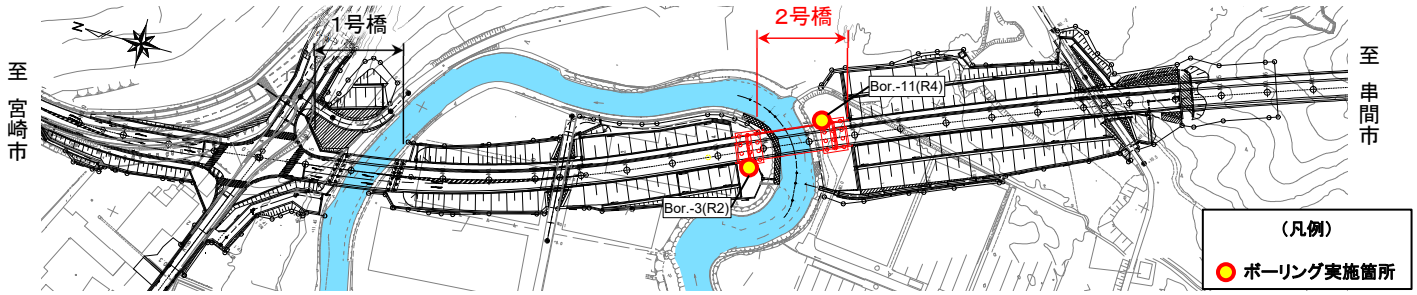 N
1号橋
2号橋
至 宮崎市
至 串間市
Bor.-11(R4)
Bor.-3(R2)
(凡例)
ボーリング実施箇所